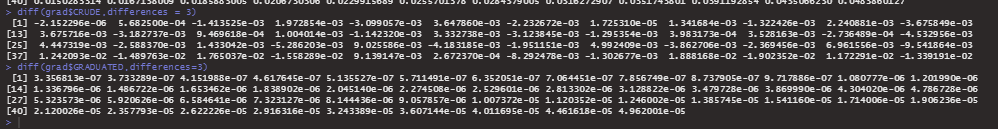 [40] 0.0150283314 0.0167158009 0.0185883005 0.0206730506 0.0229915689 0.0255701378 0.0284379005 0.0316272907 0.0351743801 0.0391192854 0.0435066230 0.0483860127
> diff(grad$CRUDE,differences = 3)
[1] -2.152296e-06 5.682500e-04 -1.413525e-03 1.972854e-03 -3.099057e-03 3.647860e-03 -2.232672e-03 1.725310e-05 1.341684e-03 -1.322426e-03 2.240881e-03 -3.675849e-03
[13] 3.675716e-03 -3.182737e-03 9.469618e-04 1.004014e-03 -1.142320e-03 3.332738e-03 -3.123845e-03 -1.295354e-03 3.983173e-04 3.528163e-03 -2.736489e-04 -4.532956e-03
[25] 4.447319e-03 -2.588370e-03 1.433042e-03 -5.286203e-03 9.025586e-03 -4.183185e-03 -1.951151e-03 4.992409e-03 -3.862706e-03 -2.369456e-03 6.961556e-03 -9.541864e-03
[37] 1.242093e-02 -1.489763e-02 1.765037e-02 -1.558289e-02 9.139147e-03 2.672370e-04 -8.292478e-03 -1.302677e-03 1.888168e-02 -1.902352e-02 1.172291e-02 -1.339191e-02
> diff(grad$GRADUATED,differences=3)
[1] 3.356813e-07 3.733289e-07 4.151988e-07 4.617645e-07 5.135527e-07 5.711491e-07 6.352051e-07 7.064451e-07 7.856749e-07 8.737905e-07 9.717886e-07 1.080777e-06 1.201990e-06
[14] 1.336796e-06 1.486722e-06 1.653462e-06 1.838902e-06 2.045140e-06 2.274508e-06 2.529601e-06 2.813302e-06 3.128822e-06 3.479728e-06 3.869990e-06 4.304020e-06 4.786728e-06
[27] 5.323573e-06 5.920626e-06 6.584641e-06 7.323127e-06 8.144436e-06 9.057857e-06 1.007372e-05 1.120352e-05 1.246002e-05 1.385745e-05 1.541160e-05 1.714006e-05 1.906236e-05
[40] 2.120026e-05 2.357793e-05 2.622226e-05 2.916316e-05 3.243389e-05 3.607144e-05 4.011695e-05 4.461618e-05 4.962001e-05
>